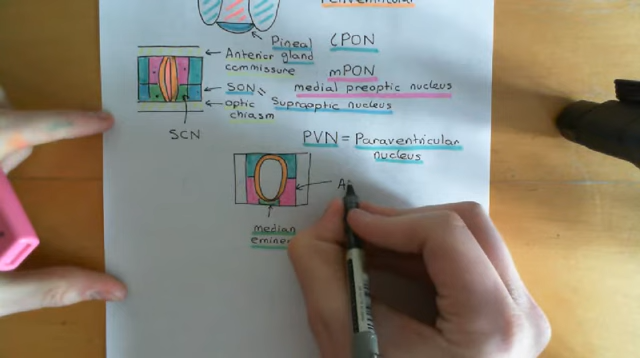 Periventricular
Pineal
gland
LPON
Anterior
commissure
mPON
medial preoptic nucleus
SON =
Supraoptic nucleus
optic
chiasm
SCN
PVN = Paraventricular
nucleus
A
median